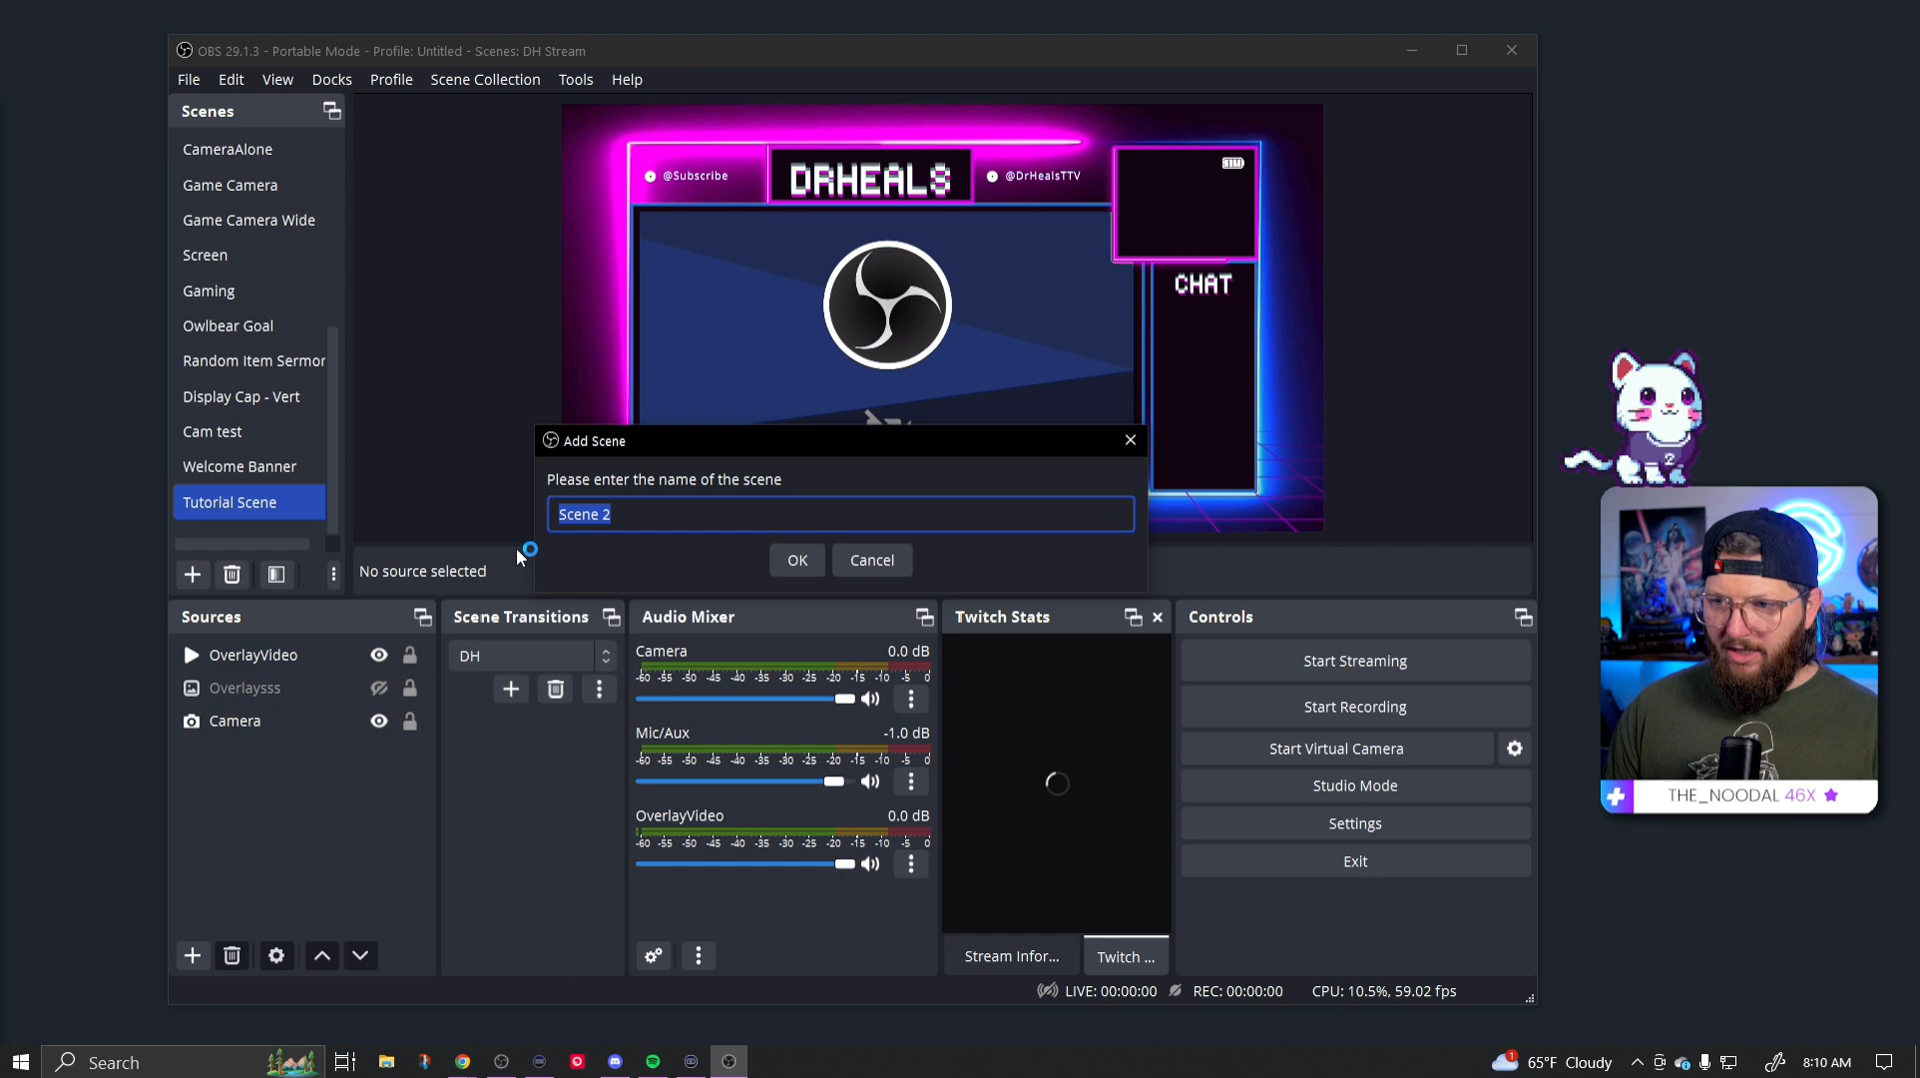 OBS 29.1.3 - Portable Mode - Profile: Untitled - Scenes: DH Stream
File Edit View Docks Profile Scene Collection Tools Help
Scenes
CameraAlone
Game Camera
Game Camera Wide
Screen
Gaming
Owlbear Goal
Random Item Sermor
Display Cap - Vert
Cam test
Welcome Banner
Tutorial Scene
@Subscribe
DRHEALS
@DrHealsTTV
CHAT
Add Scene
Please enter the name of the scene
Scene 2
OK
Cancel
No source selected
Sources
OverlayVideo
Overlaysss
Camera
Scene Transitions
DH
Audio Mixer
Camera 0.0 dB
-60 -55 -50 -45 -40 -35 -30 -25 -20 -15 -10 -5 0
Mic/Aux -1.0 dB
-60 -55 -50 -45 -40 -35 -30 -25 -20 -15 -10 -5 0
OverlayVideo 0.0 dB
-60 -55 -50 -45 -40 -35 -30 -25 -20 -15 -10 -5 0
Twitch Stats
Stream Infor...
Twitch ...
Controls
Start Streaming
Start Recording
Start Virtual Camera
Studio Mode
Settings
Exit
LIVE: 00:00:00 REC: 00:00:00 CPU: 10.5%, 59.02 fps
2
THE_NOODAL 46X
Search
1
65°F Cloudy
8:10 AM